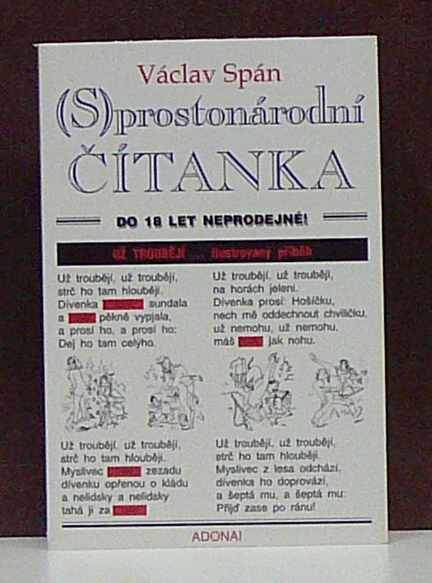 Václav Spán
(S)prostonárodní
ČÍTANKA
DO 18 LET NEPRODEJNÉ!
UŽ TROUBĚJÍ ... ilustrovaný příběh
Už troubějí, už troubějí,
strč ho tam hlouběji.
Dívenka sundala
a pěkně vypjala,
a prosí ho, a prosí ho:
Dej ho tam celýho.
Už troubějí, už troubějí,
na horách jeleni.
Dívenka prosí: Hošíčku,
nech mě oddechnout chviličku,
už nemohu, už nemohu,
máš jak nohu.
Už troubějí, už troubějí,
strč ho tam hlouběji.
Myslivec zezadu
dívenku opřenou o kládu
a nelidsky a nelidsky
tahá ji za
Už troubějí, už troubějí,
strč ho tam hlouběji.
Myslivec z lesa odchází,
dívenka ho doprovází,
a šeptá mu, a šeptá mu:
Přijď zase po ránu!
ADONAI